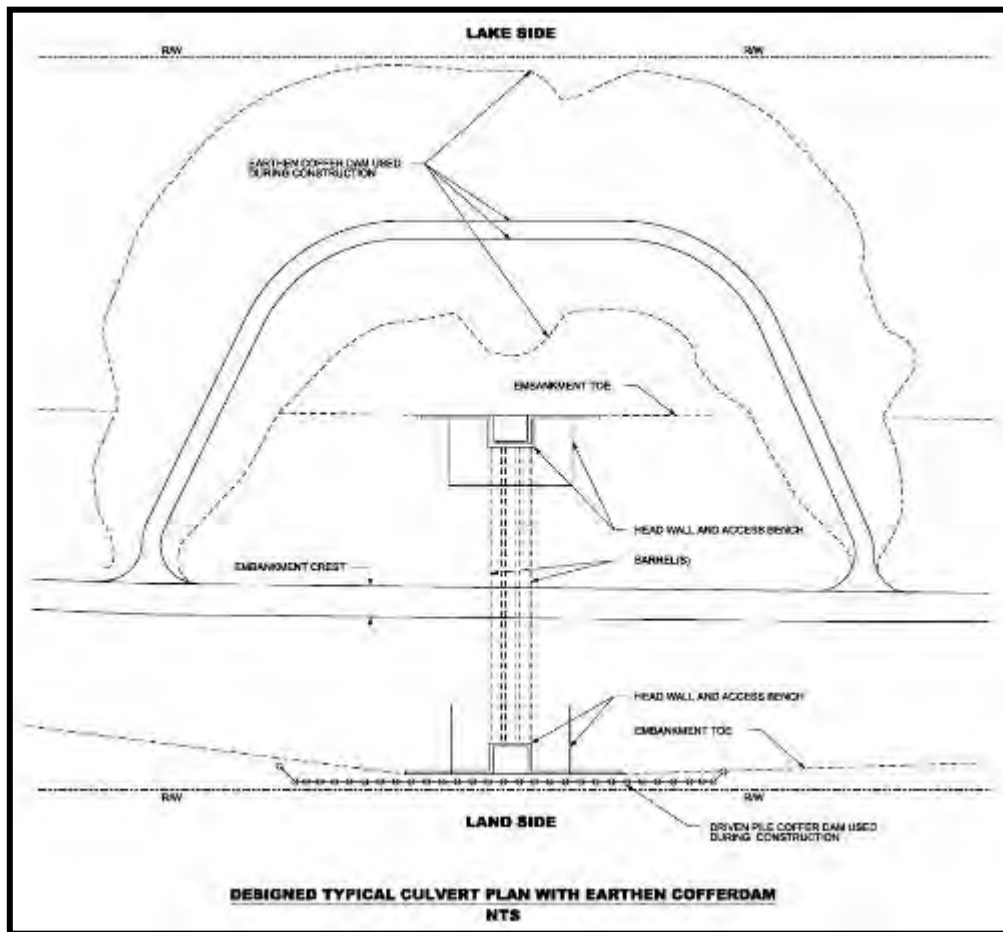 LAKE SIDE
R/W
R/W
EARTHEN COFFER DAM USED
DURING CONSTRUCTION
EMBANKMENT TOE
HEAD WALL AND ACCESS BENCH
EMBANKMENT CREST
BARREL(S)
HEAD WALL AND ACCESS BENCH
EMBANKMENT TOE
R/W
R/W
LAND SIDE
DRIVEN PILE COFFER DAM USED
DURING CONSTRUCTION
DESIGNED TYPICAL CULVERT PLAN WITH EARTHEN COFFERDAM
NTS